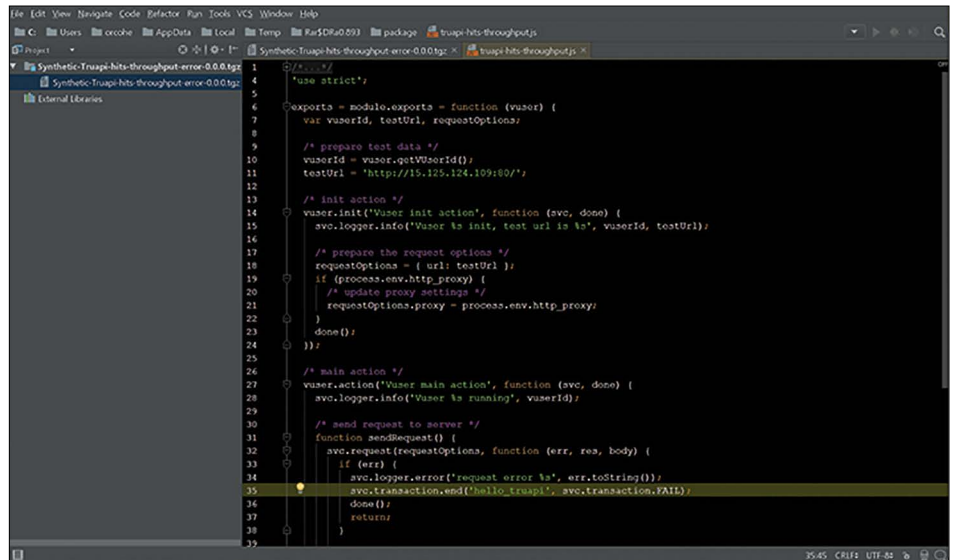 File Edit View Navigate Code Refactor Run Tools VCS Window Help
C: Users orcohe AppData Local Temp Rar$DRa0.893 package truapi-hits-throughput.js
Project Synthetic-Truapi-hits-throughput-error-0.0.0.tgz × truapi-hits-throughput.js ×
Synthetic-Truapi-hits-throughput-error-0.0.0.tgz
Synthetic-Truapi-hits-throughput-error-0.0.0.tgz
External Libraries
1 /*...*/
4 'use strict';
5
6 exports = module.exports = function (vuser) {
7 var vuserId, testUrl, requestOptions;
8
9 /* prepare test data */
10 vuserId = vuser.getVUserId();
11 testUrl = 'http://15.125.124.109:80/';
12
13 /* init action */
14 vuser.init('Vuser init action', function (svc, done) {
15 svc.logger.info('Vuser %s init, test url is %s', vuserId, testUrl);
16
17 /* prepare the request options */
18 requestOptions = { url: testUrl };
19 if (process.env.http_proxy) {
20 /* update proxy settings */
21 requestOptions.proxy = process.env.http_proxy;
22 }
23 done();
24 });
25
26 /* main action */
27 vuser.action('Vuser main action', function (svc, done) {
28 svc.logger.info('Vuser %s running', vuserId);
29
30 /* send request to server */
31 function sendRequest() {
32 svc.request(requestOptions, function (err, res, body) {
33 if (err) {
34 svc.logger.error('request error %s', err.toString());
35 svc.transaction.end('hello_truapi', svc.transaction.FAIL);
36 done();
37 return;
38 }
39
35:45 CRLF÷ UTF-8÷